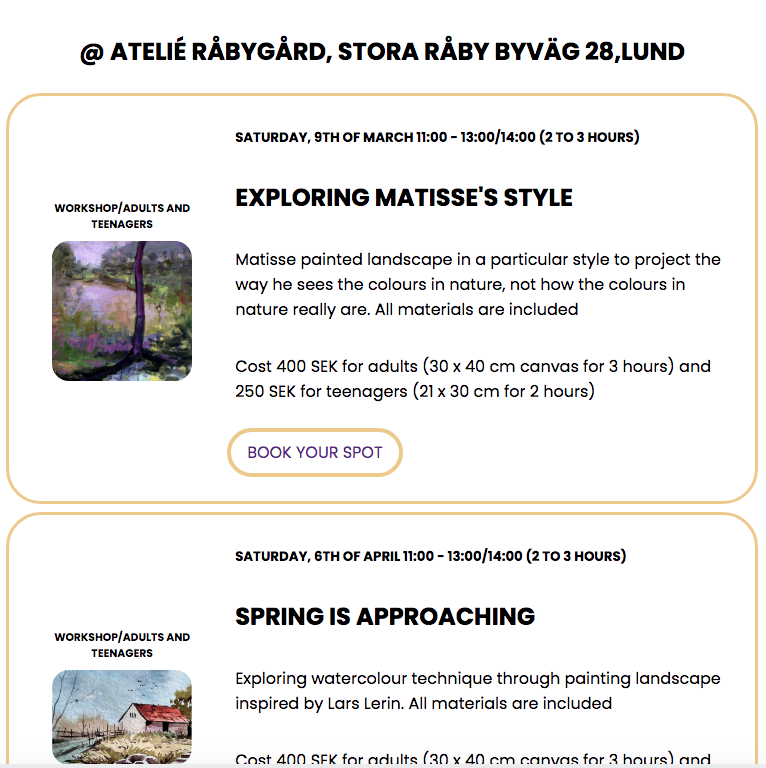 @ ATELIÉ RÅBYGÅRD, STORA RÅBY BYVÄG 28,LUND
SATURDAY, 9TH OF MARCH 11:00 - 13:00/14:00 (2 TO 3 HOURS)
WORKSHOP/ADULTS AND
TEENAGERS
EXPLORING MATISSE'S STYLE
Matisse painted landscape in a particular style to project the
way he sees the colours in nature, not how the colours in
nature really are. All materials are included
Cost 400 SEK for adults (30 x 40 cm canvas for 3 hours) and
250 SEK for teenagers (21 x 30 cm for 2 hours)
BOOK YOUR SPOT
SATURDAY, 6TH OF APRIL 11:00 - 13:00/14:00 (2 TO 3 HOURS)
WORKSHOP/ADULTS AND
TEENAGERS
SPRING IS APPROACHING
Exploring watercolour technique through painting landscape
inspired by Lars Lerin. All materials are included
Cost 400 SEK for adults (30 x 40 cm canvas for 3 hours) and